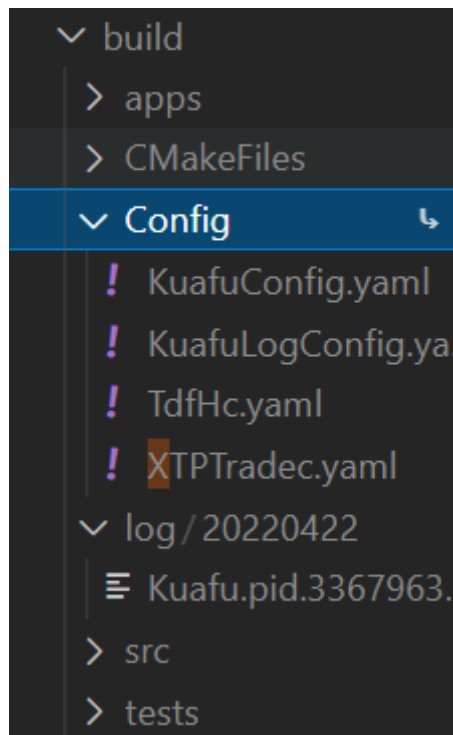 build
apps
CMakeFiles
Config
KuafuConfig.yaml
KuafuLogConfig.ya
TdfHc.yaml
XTPTradec.yaml
log/20220422
Kuafu.pid.3367963.
src
tests